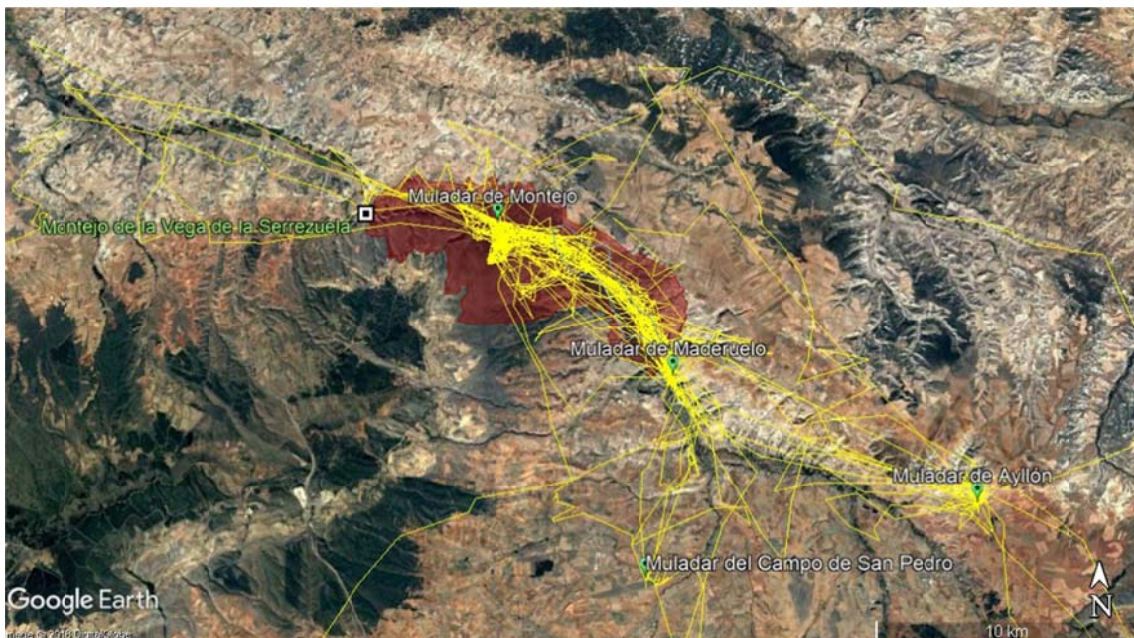 Muladar de Montejo
Montejo de la Vega de la Serrezuela
Muladar de Maderuelo
Muladar de Ayllón
Muladar del Campo de San Pedro
Google Earth
N
10 km